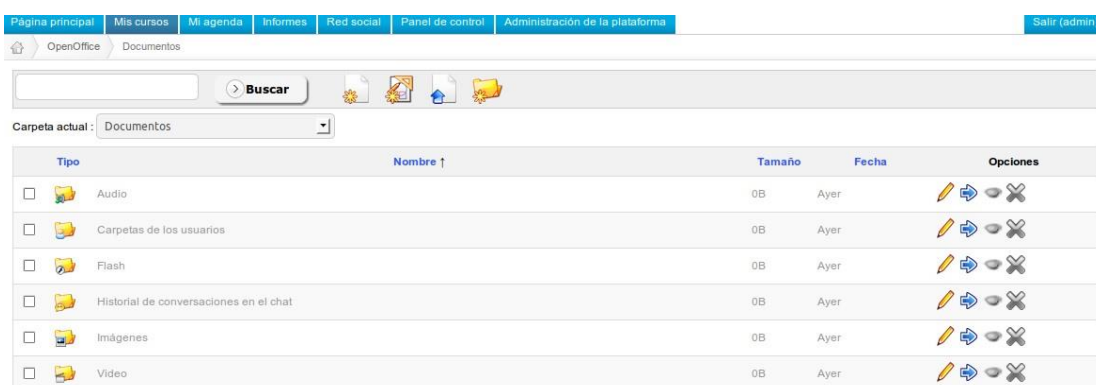 Página principal Mis cursos Mi agenda Informes Red social Panel de control Administración de la plataforma Salir (admin
OpenOffice Documentos
Buscar
Carpeta actual : Documentos
Tipo Nombre ↑ Tamaño Fecha Opciones
Audio 0B Ayer
Carpetas de los usuarios 0B Ayer
Flash 0B Ayer
Historial de conversaciones en el chat 0B Ayer
Imágenes 0B Ayer
Video 0B Ayer